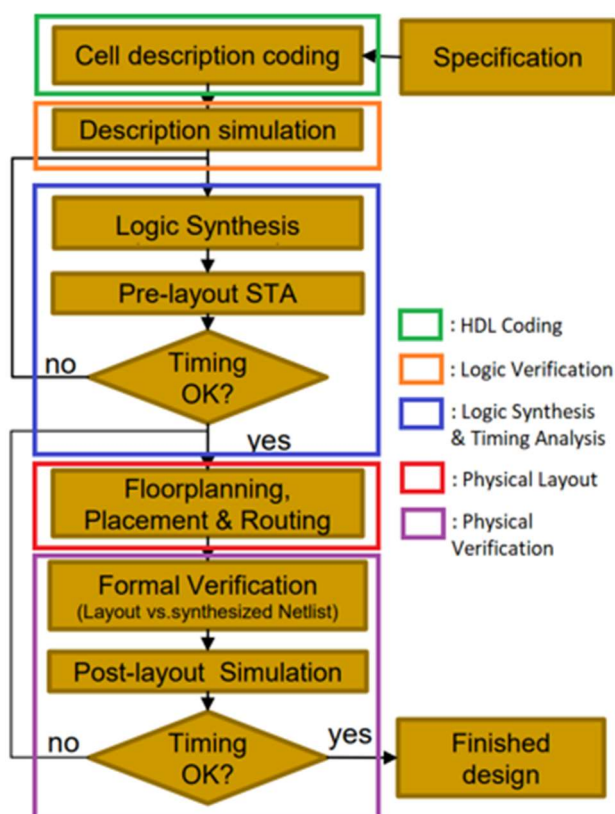 Cell description coding
Specification
Description simulation
Logic Synthesis
Pre-layout STA
Timing
OK?
no
yes
Floorplanning,
Placement & Routing
Formal Verification
(Layout vs.synthesized Netlist)
Post-layout Simulation
Timing
OK?
no
yes
Finished
design
: HDL Coding
: Logic Verification
: Logic Synthesis
& Timing Analysis
: Physical Layout
: Physical
Verification